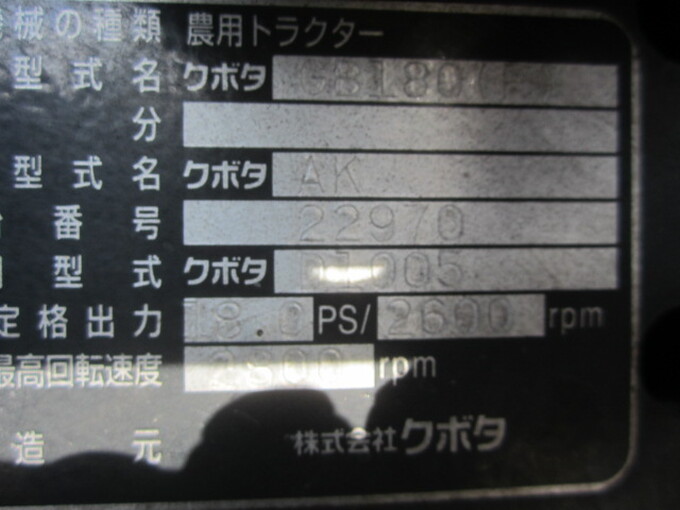 械の種類 農用トラクター
型式名 クボタ GB180
分
型式名 クボタ AK
番号 22970
型式 クボタ D1005
定格出力 18.0 PS/ 2600 rpm
最高回転速度 2800 rpm
造元 株式会社クボタ